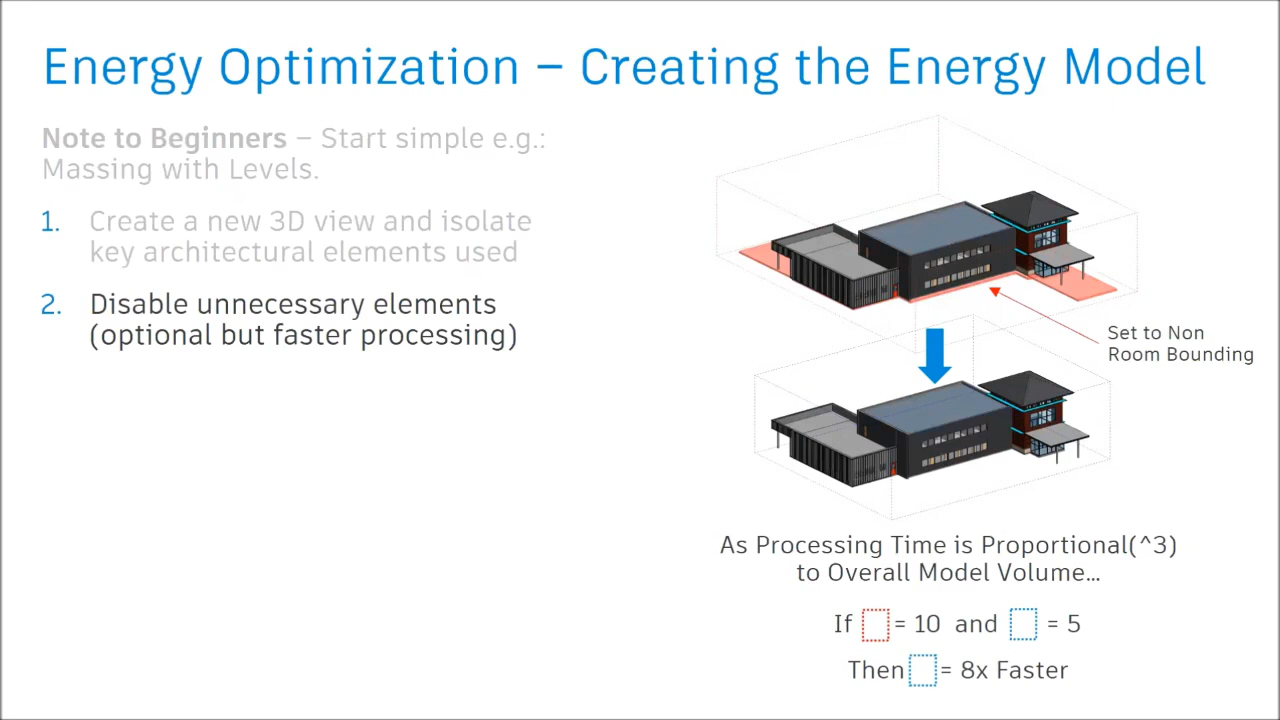 Energy Optimization – Creating the Energy Model
Note to Beginners – Start simple e.g.:
Massing with Levels.
1. Create a new 3D view and isolate
key architectural elements used
2. Disable unnecessary elements
(optional but faster processing)
Set to Non
Room Bounding
As Processing Time is Proportional(^3)
to Overall Model Volume...
If = 10 and = 5
Then = 8x Faster